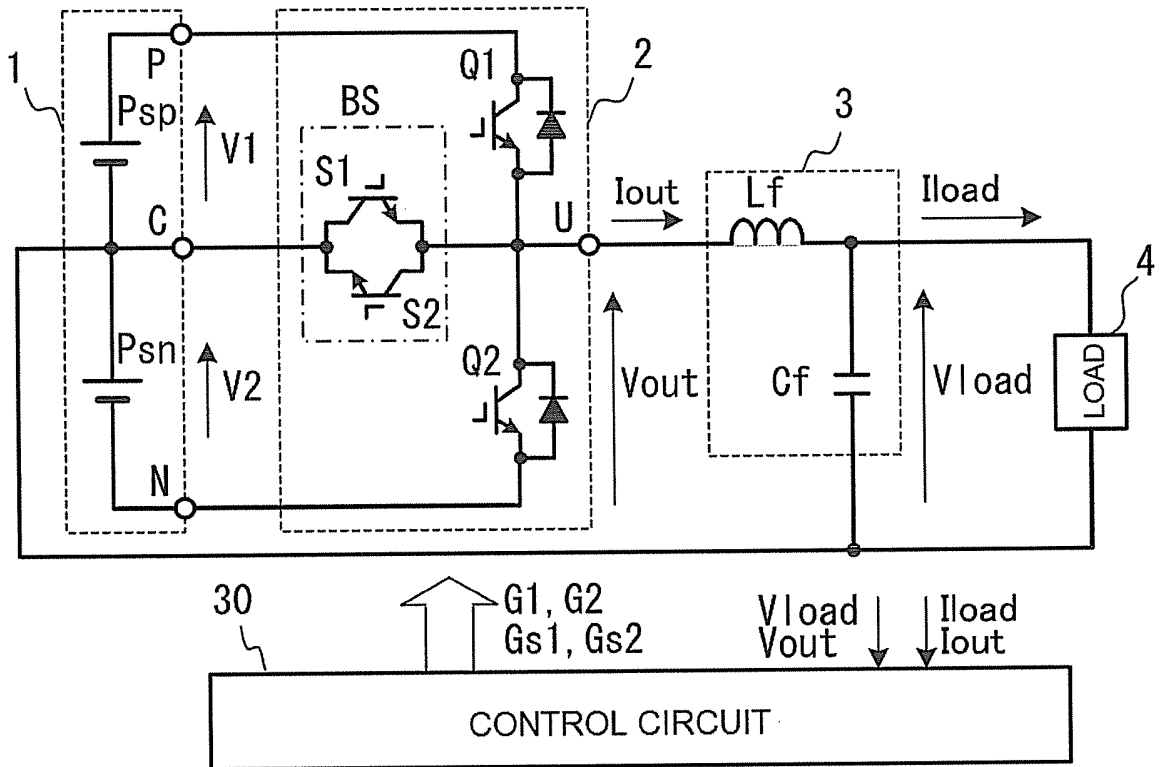 1
P
Psp
V1
C
Psn
V2
N
BS
S1
S2
Q1
Q2
2
U
Iout
Vout
3
Lf
Cf
Iload
Vload
4
LOAD
30
G1, G2
Gs1, Gs2
Vload
Vout
Iload
Iout
CONTROL CIRCUIT